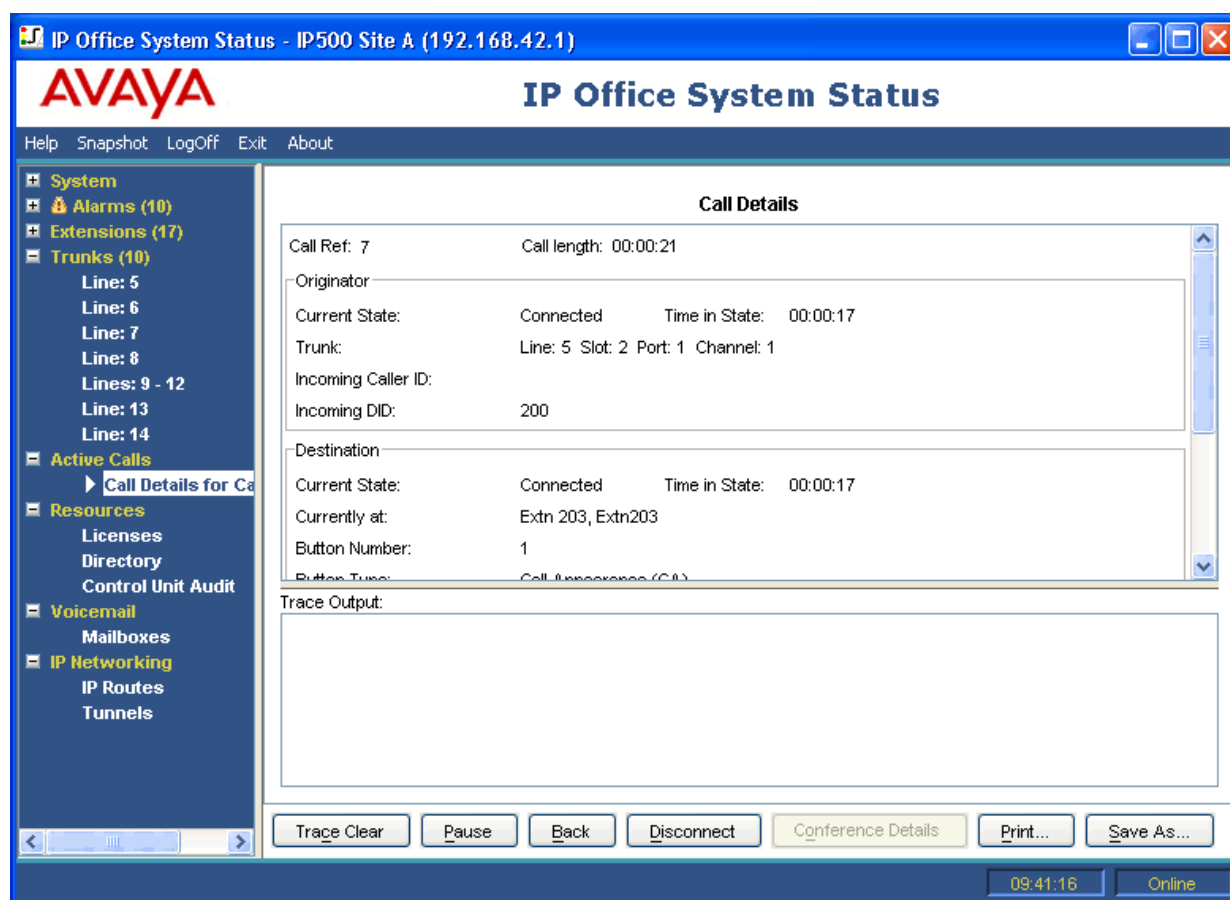 IP Office System Status - IP500 Site A (192.168.42.1)
AVAYA
IP Office System Status
Help Snapshot LogOff Exit About
System
Alarms (10)
Extensions (17)
Trunks (10)
Line: 5
Line: 6
Line: 7
Line: 8
Lines: 9 - 12
Line: 13
Line: 14
Active Calls
Call Details for Ca
Resources
Licenses
Directory
Control Unit Audit
Voicemail
Mailboxes
IP Networking
IP Routes
Tunnels
Call Details
Call Ref: 7 Call length: 00:00:21
Originator
Current State: Connected Time in State: 00:00:17
Trunk: Line: 5 Slot: 2 Port: 1 Channel: 1
Incoming Caller ID:
Incoming DID: 200
Destination
Current State: Connected Time in State: 00:00:17
Currently at: Extn 203, Extn203
Button Number: 1
Button Type: Call Appearance (CA)
Trace Output:
Trace Clear Pause Back Disconnect Conference Details Print... Save As...
09:41:16 Online